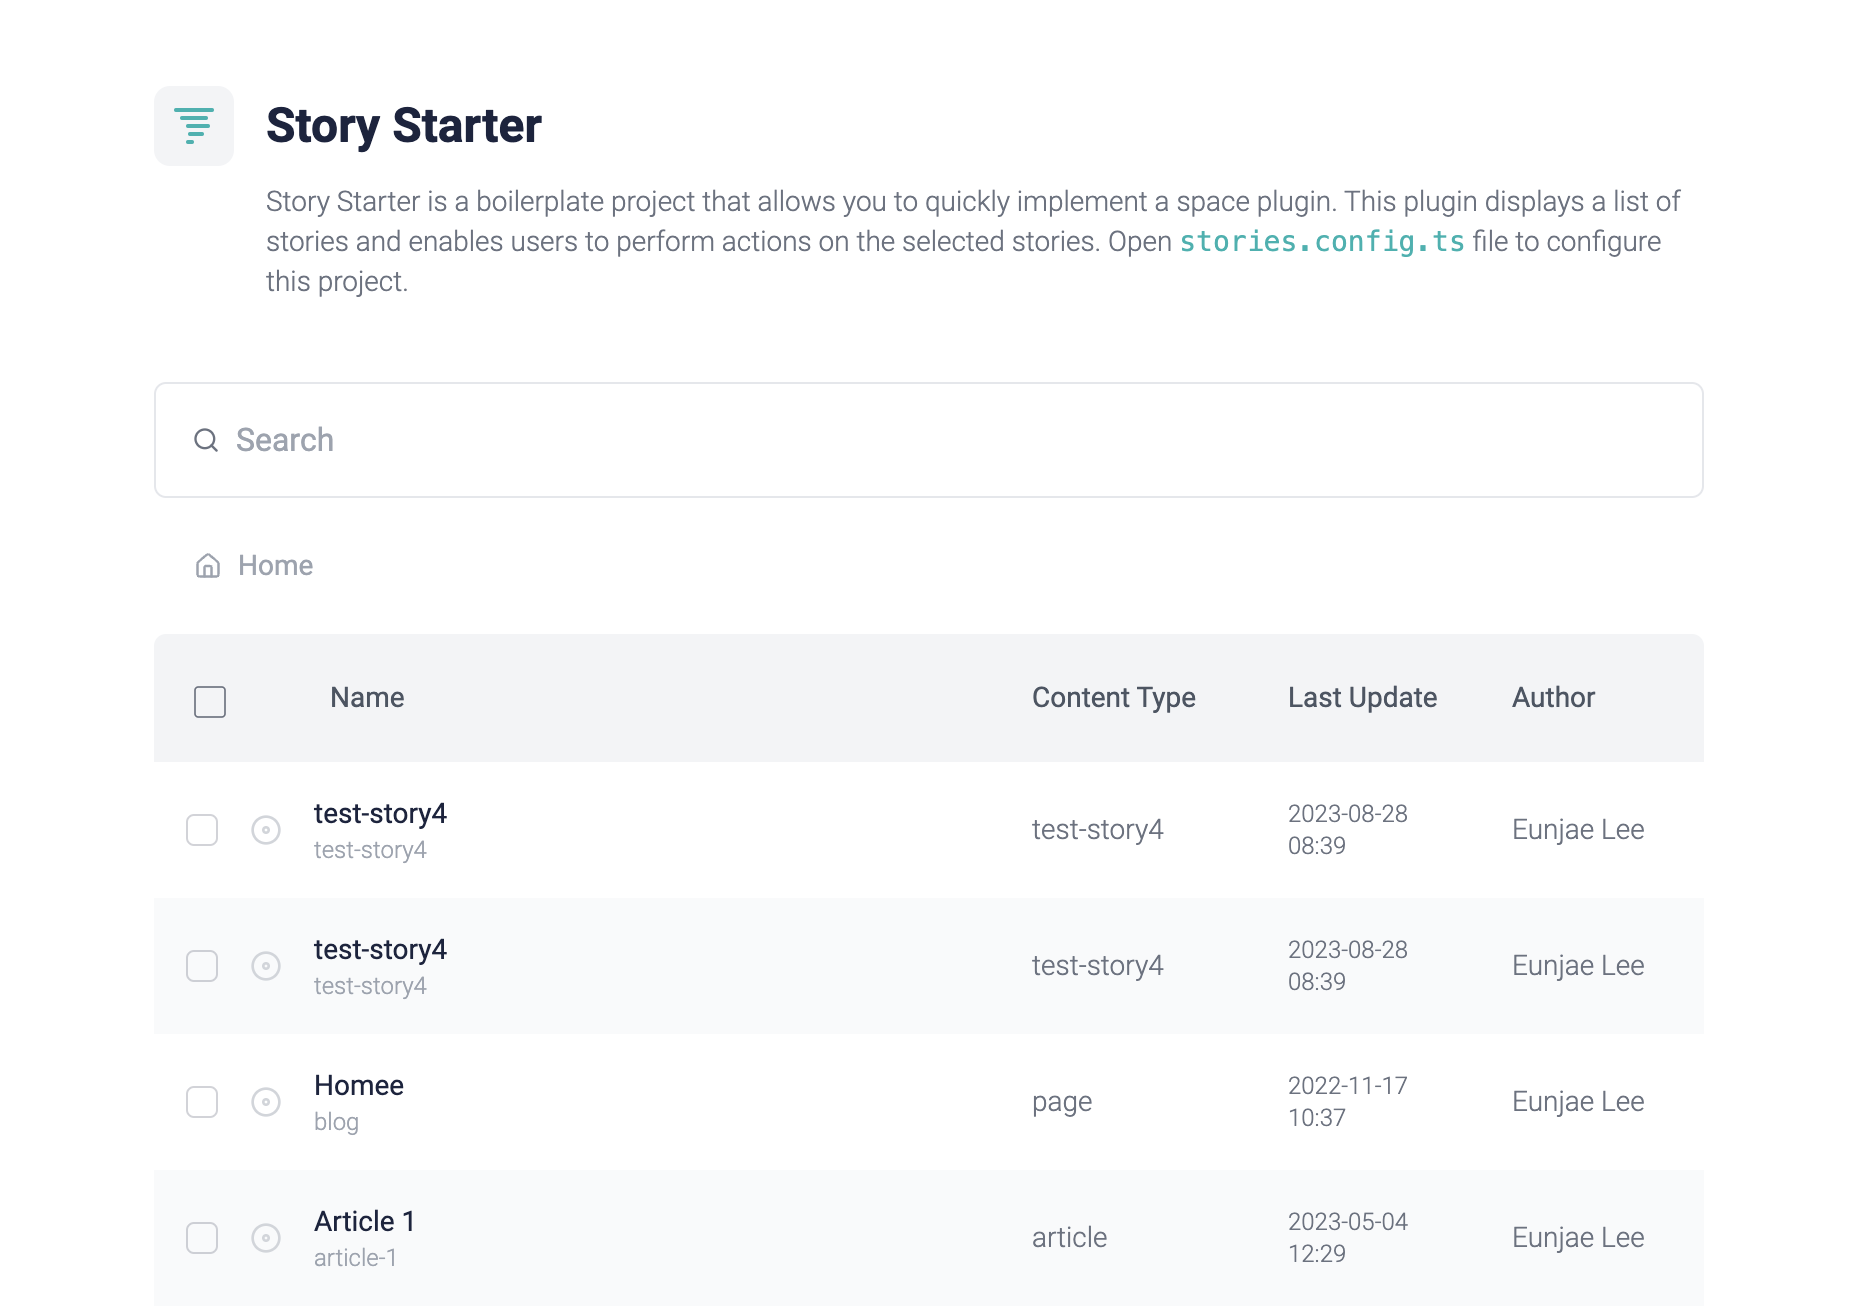 Story Starter
Story Starter is a boilerplate project that allows you to quickly implement a space plugin. This plugin displays a list of
stories and enables users to perform actions on the selected stories. Open stories.config.ts file to configure
this project.
Search
Home
Name Content Type Last Update Author
test-story4
test-story4
test-story4
2023-08-28
08:39
Eunjae Lee
test-story4
test-story4
test-story4
2023-08-28
08:39
Eunjae Lee
Homee
blog
page
2022-11-17
10:37
Eunjae Lee
Article 1
article-1
article
2023-05-04
12:29
Eunjae Lee